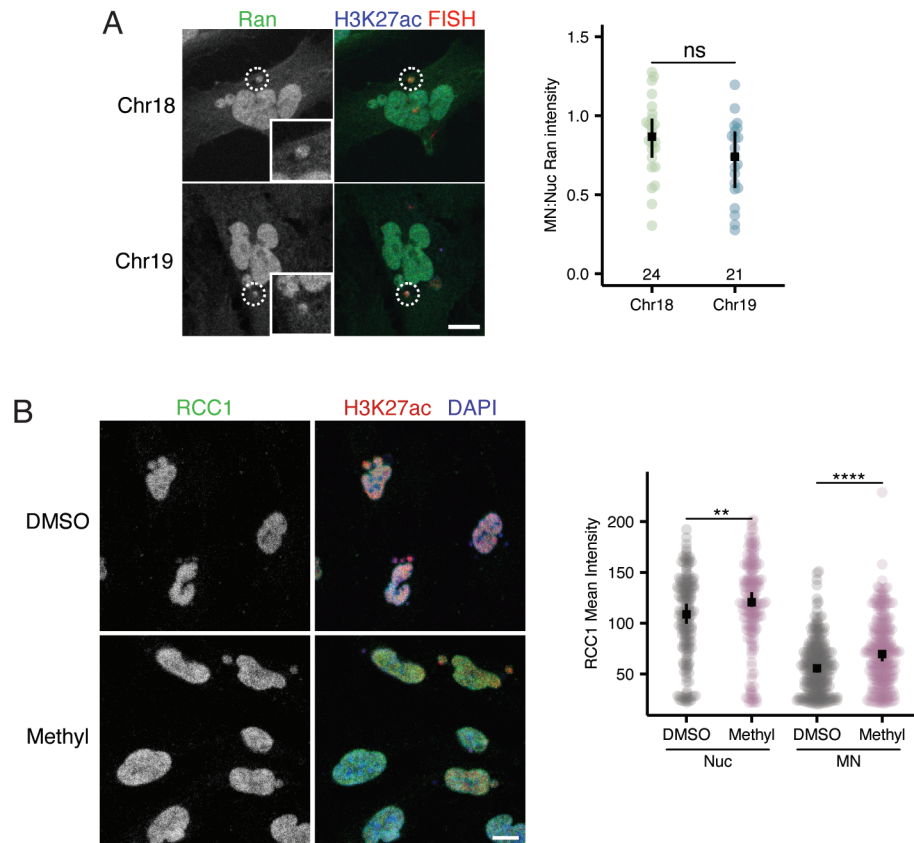 A
Ran
H3K27ac FISH
Chr18
Chr19
MN:Nuc Ran intensity
1.5
1.0
0.5
0.0
ns
24
21
Chr18
Chr19
B
RCC1
H3K27ac DAPI
DMSO
Methyl
RCC1 Mean Intensity
200
150
100
50
**
****
DMSO Methyl DMSO Methyl
Nuc
MN